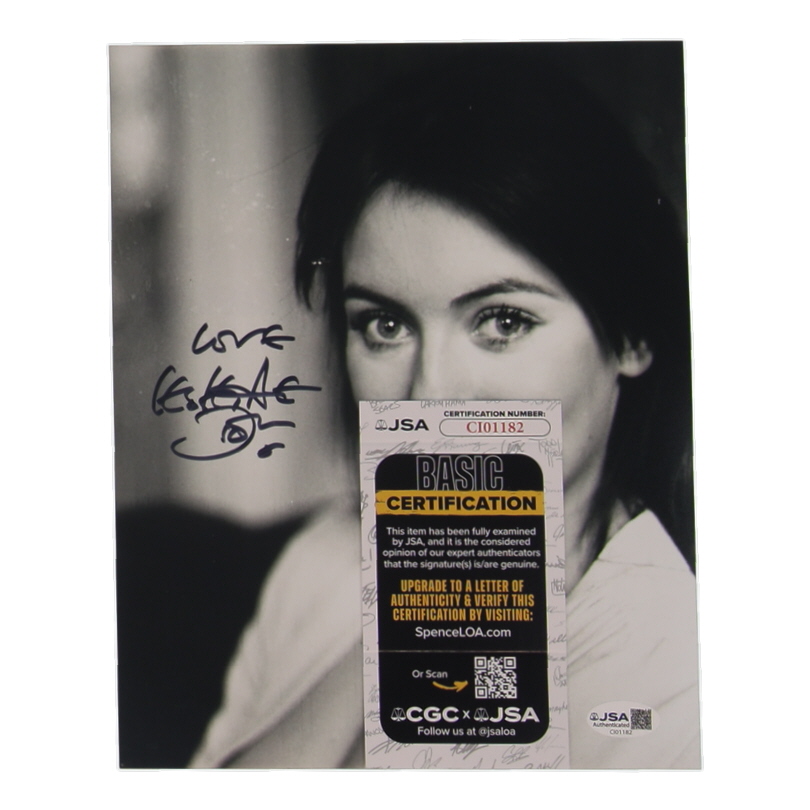 LOVE
JSA
CERTIFICATION NUMBER:
CI01182
BASIC
CERTIFICATION
This item has been fully examined
by JSA, and it is the considered
opinion of our expert authenticators
that the signature(s) is/are genuine.
UPGRADE TO A LETTER OF
AUTHENTICITY & VERIFY THIS
CERTIFICATION BY VISITING:
SpenceLOA.com
Or Scan
CGC x JSA
Follow us at @jsaloa
JSA
Authenticated
CI01182